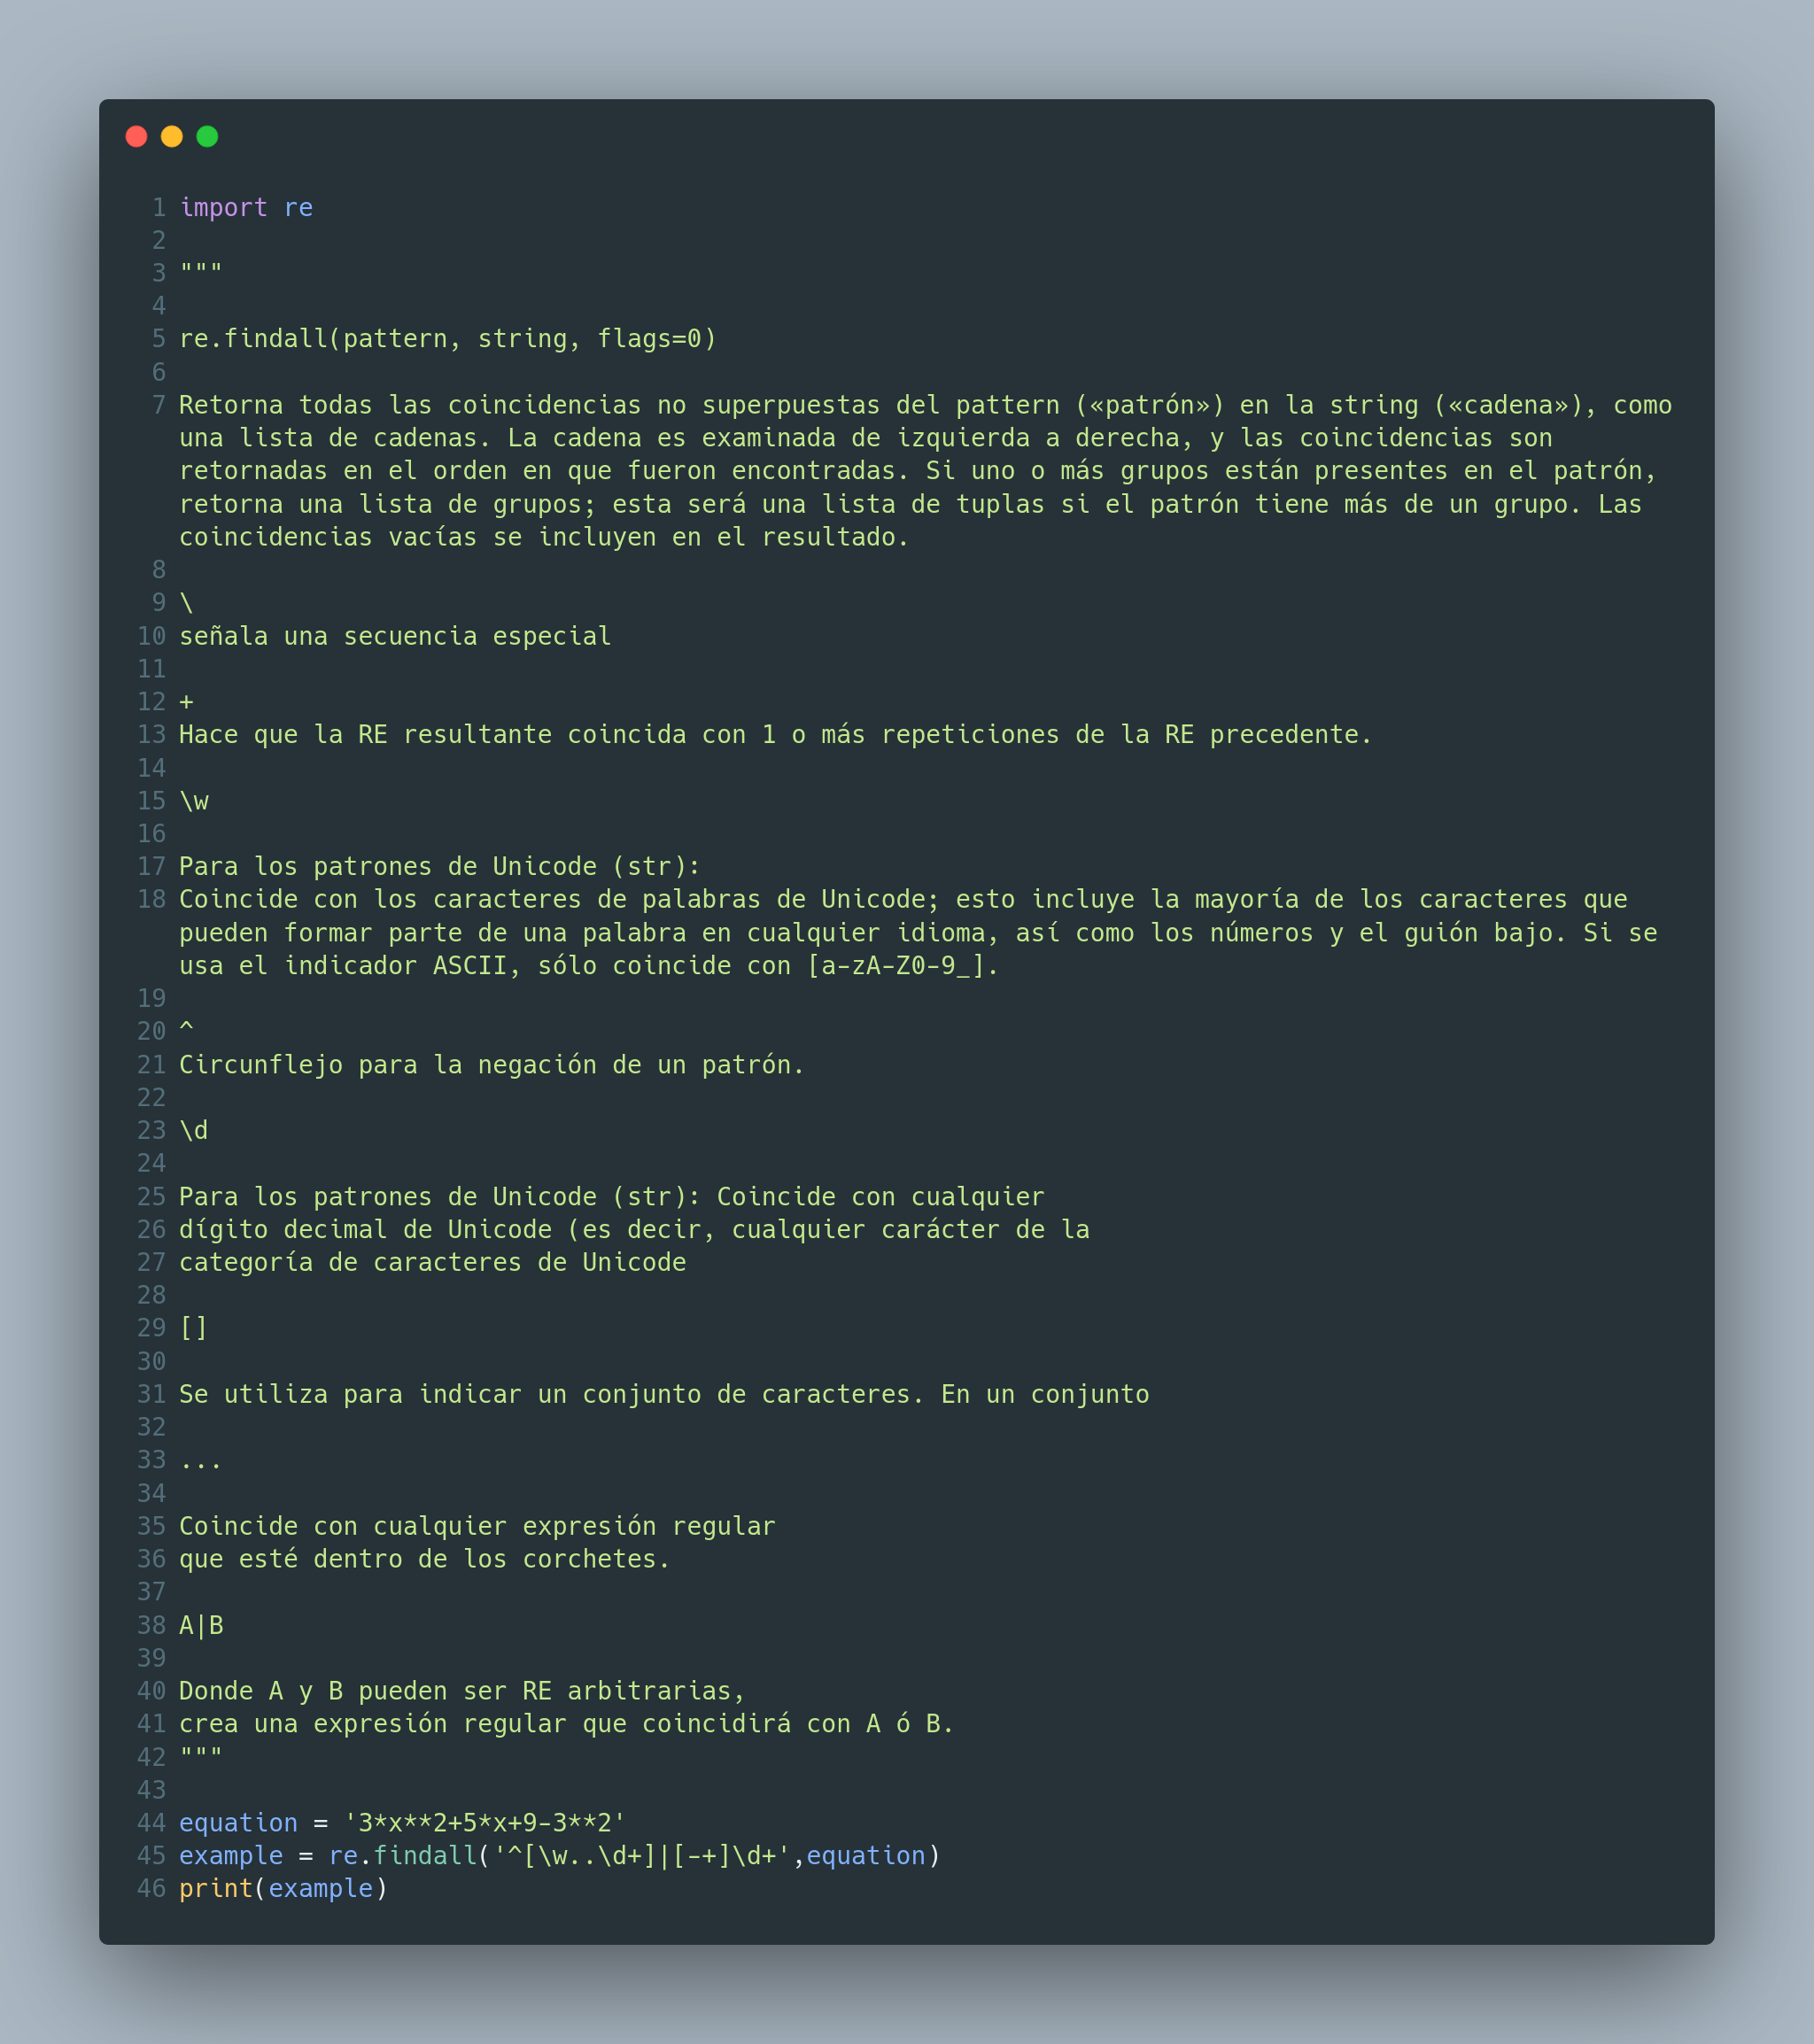 1 import re
2
3 """
4
5 re.findall(pattern, string, flags=0)
6
7 Retorna todas las coincidencias no superpuestas del pattern («patrón») en la string («cadena»), como
una lista de cadenas. La cadena es examinada de izquierda a derecha, y las coincidencias son
retornadas en el orden en que fueron encontradas. Si uno o más grupos están presentes en el patrón,
retorna una lista de grupos; esta será una lista de tuplas si el patrón tiene más de un grupo. Las
coincidencias vacías se incluyen en el resultado.
8
9 \
10 señala una secuencia especial
11
12 +
13 Hace que la RE resultante coincida con 1 o más repeticiones de la RE precedente.
14
15 \w
16
17 Para los patrones de Unicode (str):
18 Coincide con los caracteres de palabras de Unicode; esto incluye la mayoría de los caracteres que
pueden formar parte de una palabra en cualquier idioma, así como los números y el guión bajo. Si se
usa el indicador ASCII, sólo coincide con [a-zA-Z0-9_].
19
20 ^
21 Circunflejo para la negación de un patrón.
22
23 \d
24
25 Para los patrones de Unicode (str): Coincide con cualquier
26 dígito decimal de Unicode (es decir, cualquier carácter de la
27 categoría de caracteres de Unicode
28
29 []
30
31 Se utiliza para indicar un conjunto de caracteres. En un conjunto
32
33 ...
34
35 Coincide con cualquier expresión regular
36 que esté dentro de los corchetes.
37
38 A|B
39
40 Donde A y B pueden ser RE arbitrarias,
41 crea una expresión regular que coincidirá con A ó B.
42 """
43
44 equation = '3*x**2+5*x+9-3**2'
45 example = re.findall('^[\w..\d+]|[-+]\d+',equation)
46 print(example)